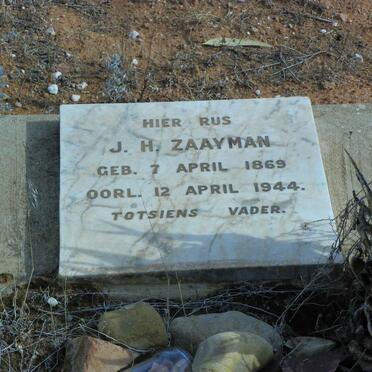 HIER RUS
J. H. ZAAYMAN
GEB. 7 APRIL 1869
OORL. 12 APRIL 1944.
TOTSIENS VADER.